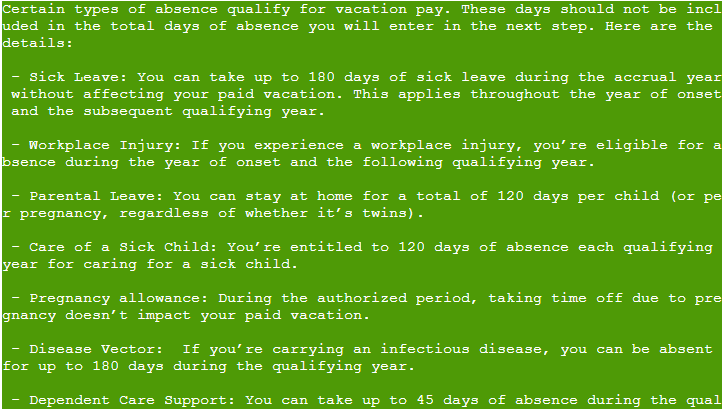 Certain types of absence qualify for vacation pay. These days should not be incl
uded in the total days of absence you will enter in the next step. Here are the
details:
- Sick Leave: You can take up to 180 days of sick leave during the accrual year
without affecting your paid vacation. This applies throughout the year of onset
and the subsequent qualifying year.
- Workplace Injury: If you experience a workplace injury, you’re eligible for a
bsence during the year of onset and the following qualifying year.
- Parental Leave: You can stay at home for a total of 120 days per child (or pe
r pregnancy, regardless of whether it’s twins).
- Care of a Sick Child: You’re entitled to 120 days of absence each qualifying
year for caring for a sick child.
- Pregnancy allowance: During the authorized period, taking time off due to pre
gnancy doesn’t impact your paid vacation.
- Disease Vector:  If you’re carrying an infectious disease, you can be absent
for up to 180 days during the qualifying year.
- Dependent Care Support: You can take up to 45 days of absence during the qual